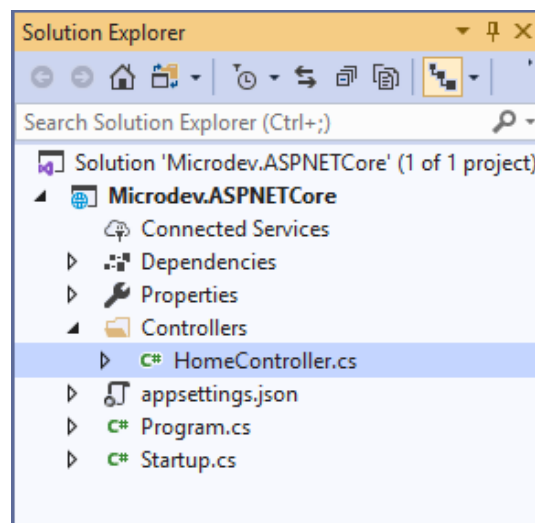 Solution Explorer
Search Solution Explorer (Ctrl+;)
Solution 'Microdev.ASPNETCore' (1 of 1 project)
Microdev.ASPNETCore
Connected Services
Dependencies
Properties
Controllers
C# HomeController.cs
appsettings.json
C# Program.cs
C# Startup.cs